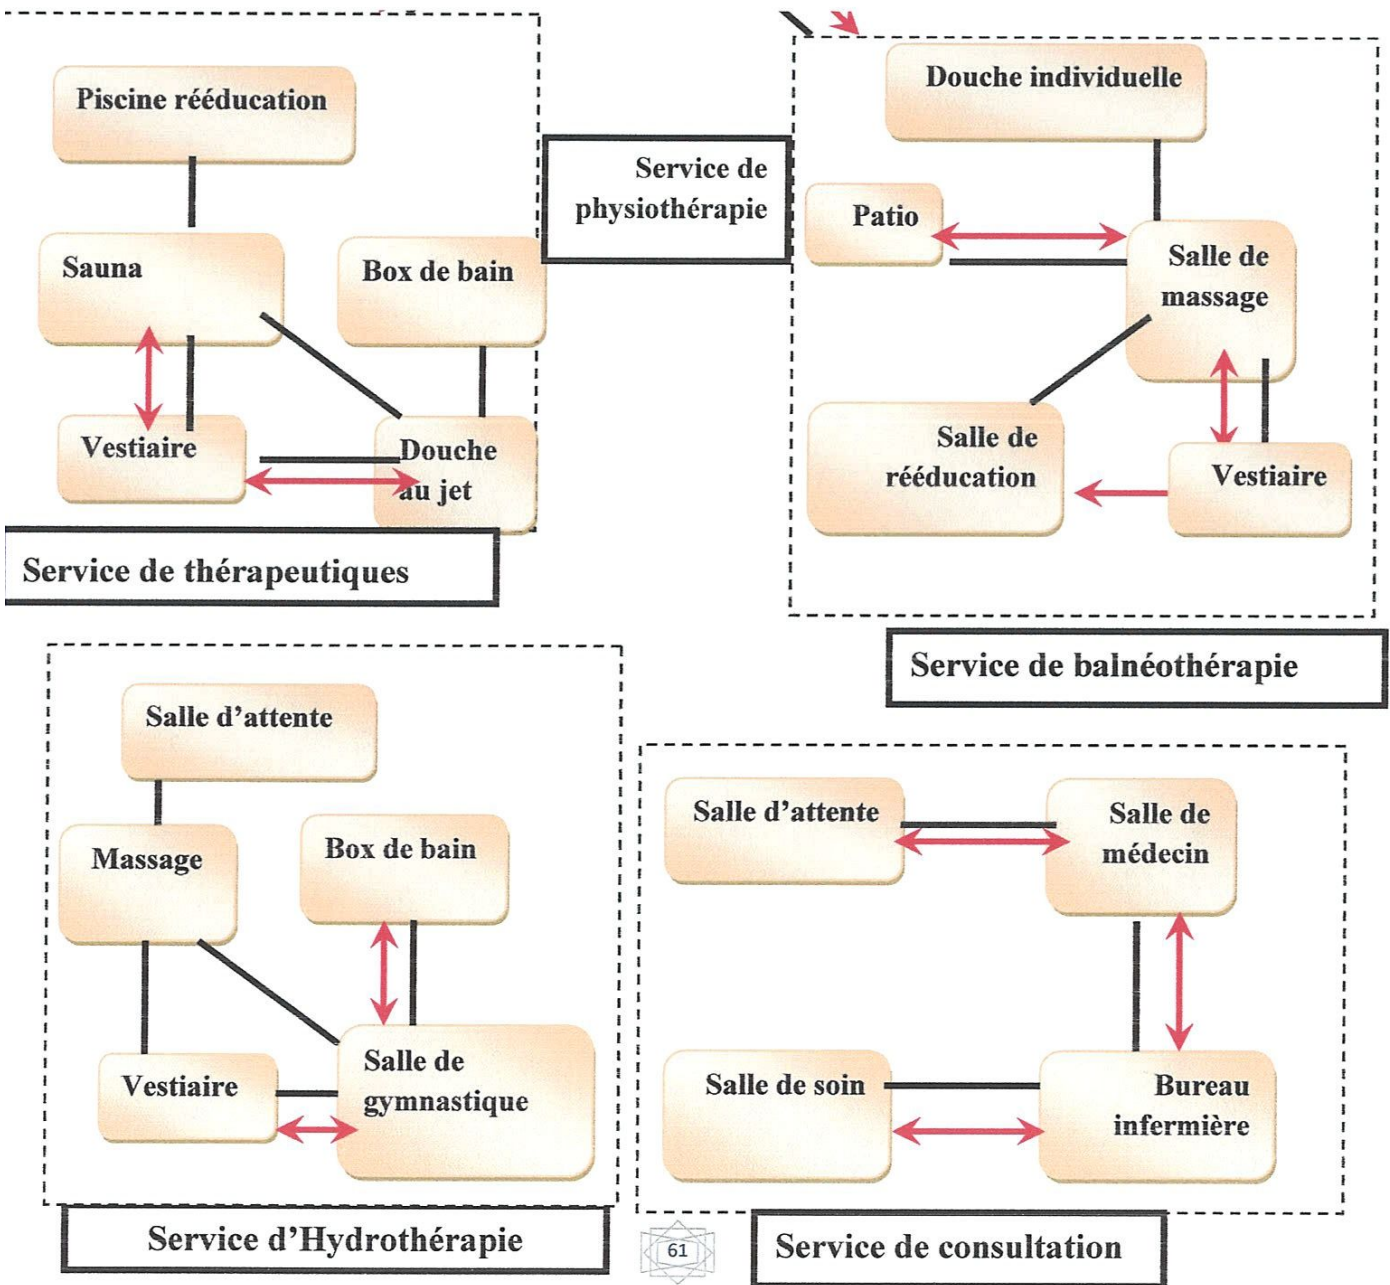 Piscine rééducation
Sauna
Box de bain
Vestiaire
Douche
au jet
Service de thérapeutiques
Service de
physiothérapie
Douche individuelle
Patio
Salle de
massage
Salle de
rééducation
Vestiaire
Service de balnéothérapie
Salle d’attente
Massage
Box de bain
Vestiaire
Salle de
gymnastique
Service d’Hydrothérapie
Salle d’attente
Salle de
médecin
Salle de soin
Bureau
infermière
Service de consultation
61